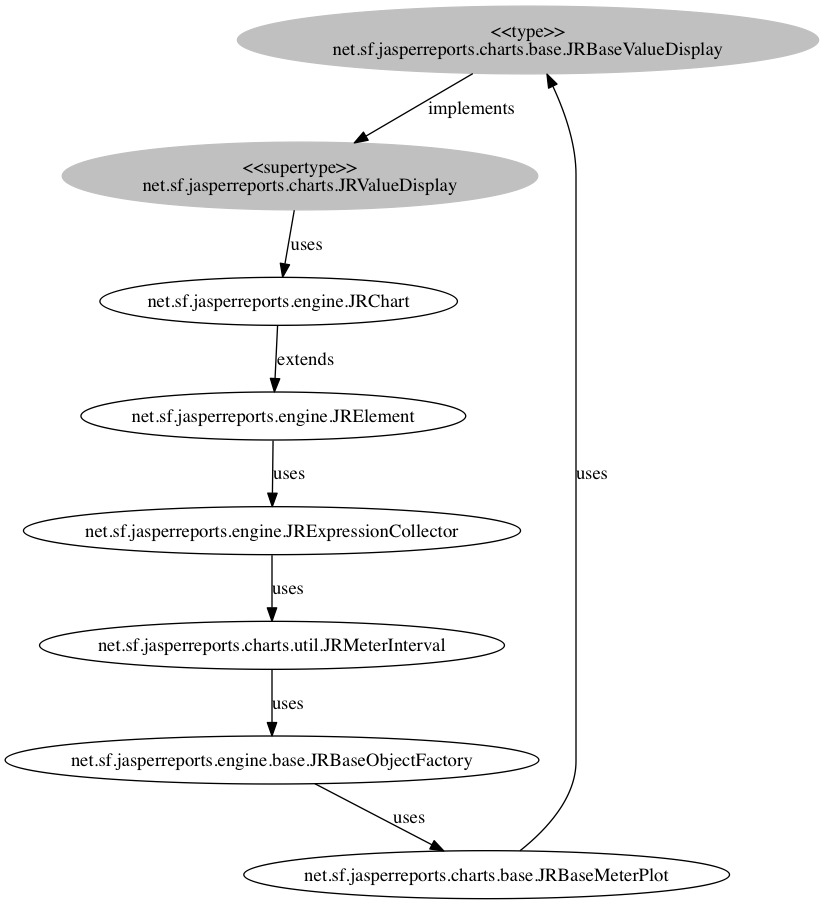 <<type>>
net.sf.jasperreports.charts.base.JRBaseValueDisplay
implements
<<supertype>>
net.sf.jasperreports.charts.JRValueDisplay
uses
net.sf.jasperreports.engine.JRChart
extends
net.sf.jasperreports.engine.JRElement
uses
uses
net.sf.jasperreports.engine.JRExpressionCollector
uses
net.sf.jasperreports.charts.util.JRMeterInterval
uses
net.sf.jasperreports.engine.base.JRBaseObjectFactory
uses
net.sf.jasperreports.charts.base.JRBaseMeterPlot